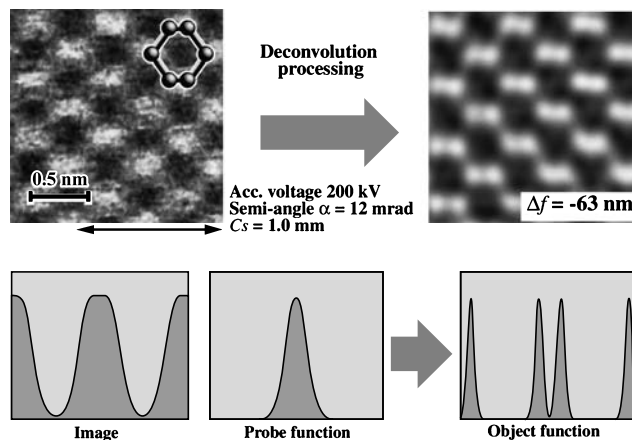 Deconvolution
processing
0.5 nm
Acc. voltage 200 kV
Semi-angle α = 12 mrad
Cs = 1.0 mm
Δf = -63 nm
Image
Probe function
Object function